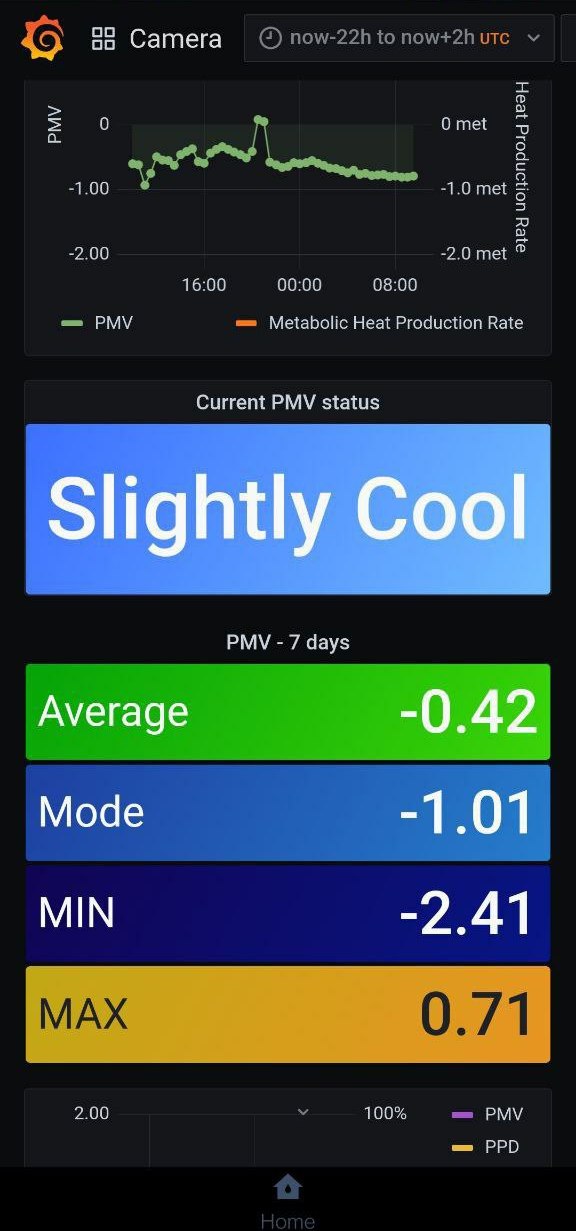 Camera
now-22h to now+2h UTC
PMV
0
-1.00
-2.00
0 met
-1.0 met
-2.0 met
Heat Production Rate
16:00 00:00 08:00
PMV Metabolic Heat Production Rate
Current PMV status
Slightly Cool
PMV - 7 days
Average -0.42
Mode -1.01
MIN -2.41
MAX 0.71
2.00 100% PMV
PPD
Home